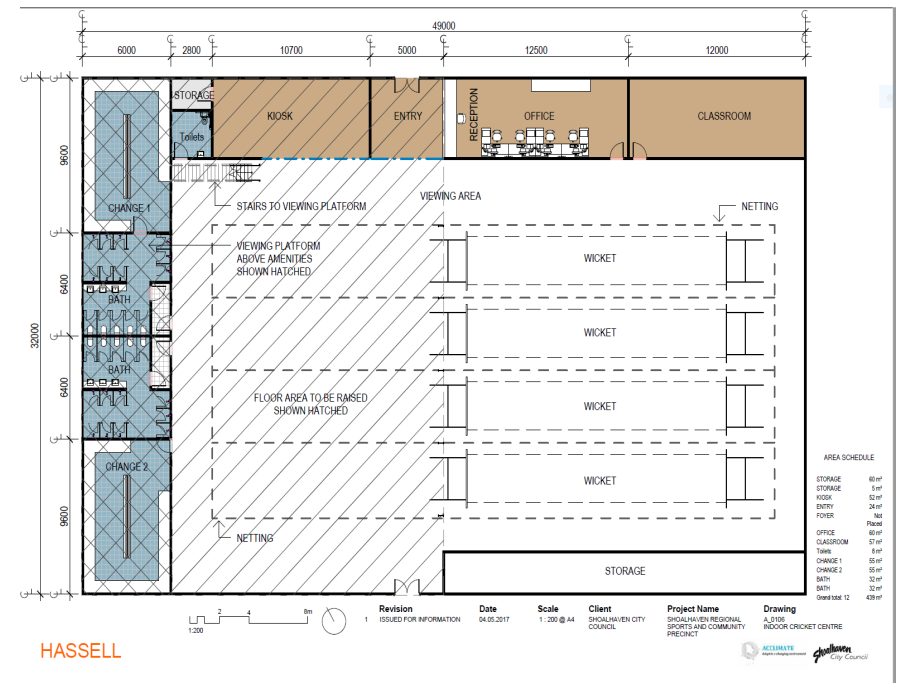 49000
6000
2800
10700
5000
12500
12000
STORAGE
KIOSK
ENTRY
RECEPTION
OFFICE
CLASSROOM
Toilets
9600
VIEWING AREA
STAIRS TO VIEWING PLATFORM
NETTING
CHANGE 1
VIEWING PLATFORM
ABOVE AMENITIES
SHOWN HATCHED
WICKET
6400
BATH
32000
WICKET
BATH
6400
FLOOR AREA TO BE RAISED
SHOWN HATCHED
WICKET
CHANGE 2
WICKET
9600
NETTING
STORAGE
AREA SCHEDULE
STORAGE 60 m²
STORAGE 5 m²
KIOSK 52 m²
ENTRY 24 m²
FOYER Not
Placed
OFFICE 60 m²
CLASSROOM 57 m²
Toilets 8 m²
CHANGE 1 55 m²
CHANGE 2 55 m²
BATH 32 m²
BATH 32 m²
Grand total: 12 439 m²
2 4 8m
1:200
Revision Date Scale Client Project Name Drawing
1 ISSUED FOR INFORMATION 04.05.2017 1 : 200 @ A4 SHOALHAVEN CITY SHOALHAVEN REGIONAL A_0106
COUNCIL SPORTS AND COMMUNITY INDOOR CRICKET CENTRE
PRECINCT
HASSELL
ACCLIMATE
Shoalhaven
City Council